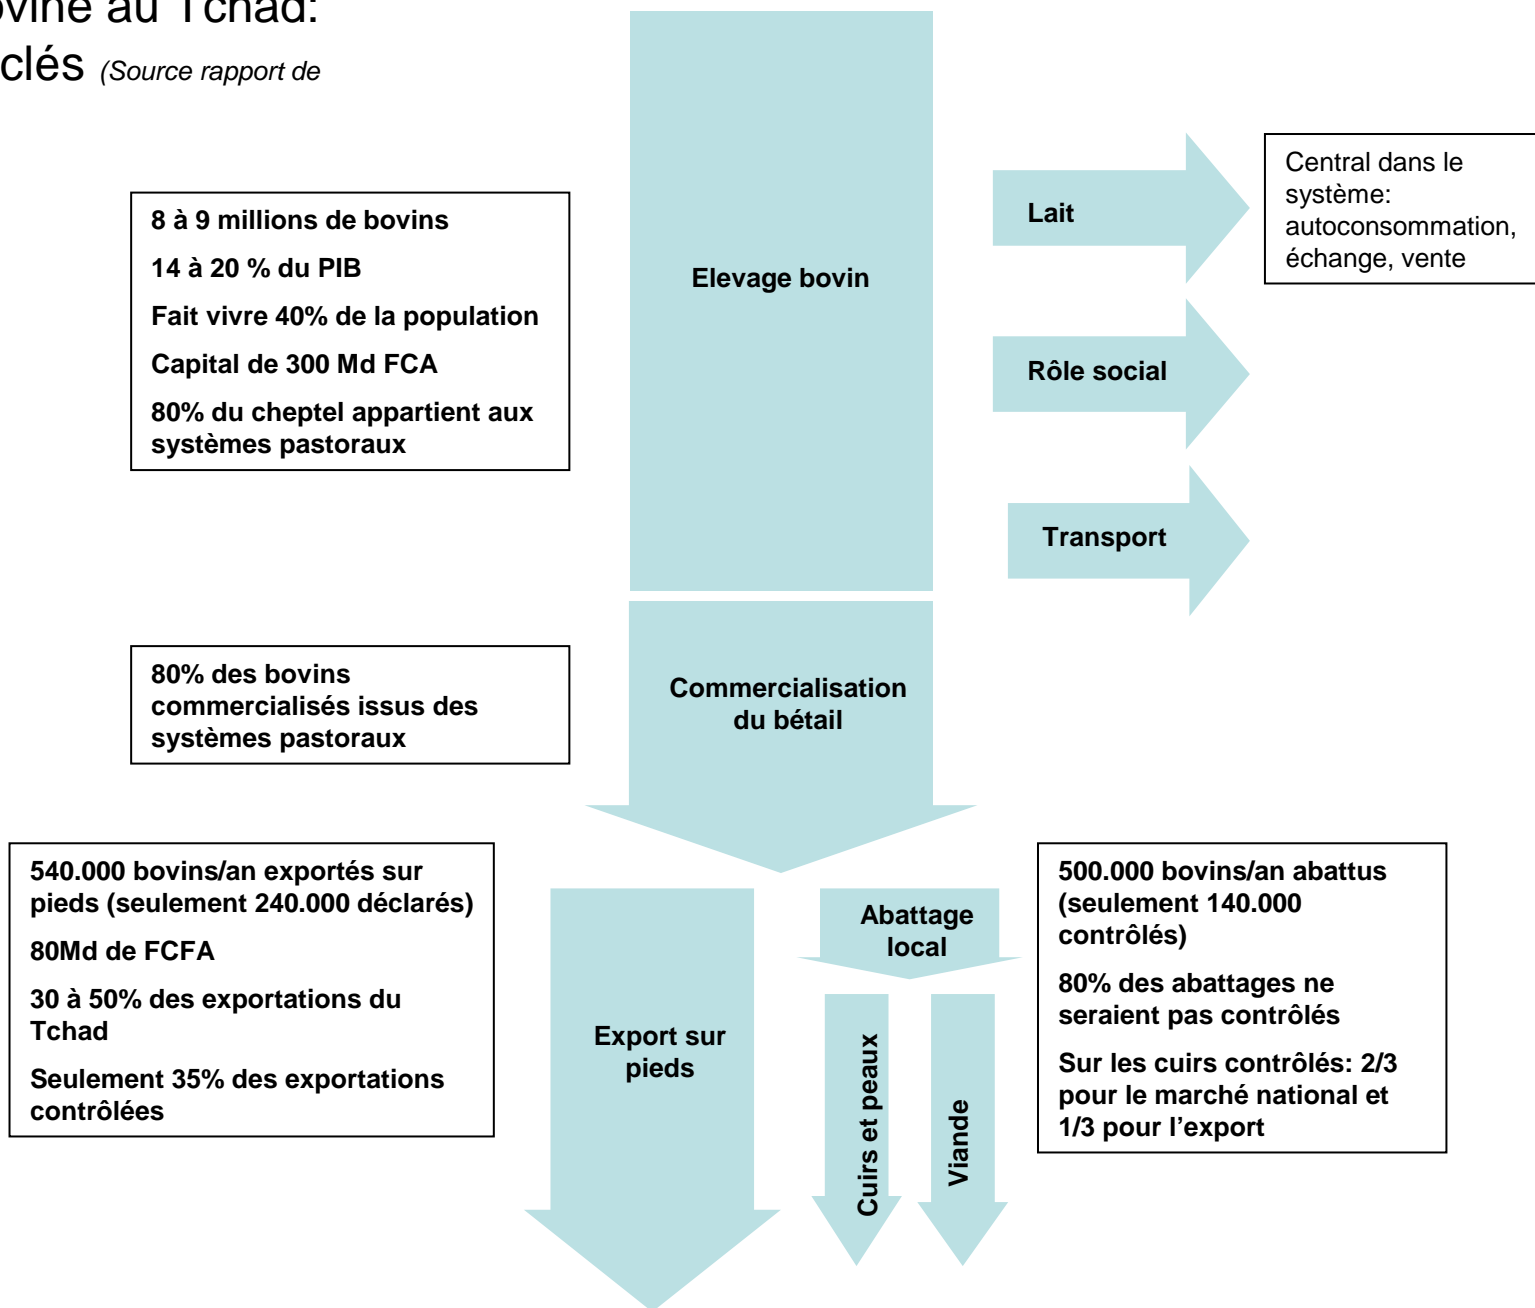 ovine au Tchad:
clés (Source rapport de
8 à 9 millions de bovins
14 à 20 % du PIB
Fait vivre 40% de la population
Capital de 300 Md FCA
80% du cheptel appartient aux
systèmes pastoraux
Elevage bovin
Lait
Central dans le
système:
autoconsommation,
échange, vente
Rôle social
Transport
80% des bovins
commercialisés issus des
systèmes pastoraux
Commercialisation
du bétail
540.000 bovins/an exportés sur
pieds (seulement 240.000 déclarés)
80Md de FCFA
30 à 50% des exportations du
Tchad
Seulement 35% des exportations
contrôlées
Export sur
pieds
Abattage
local
Cuirs et peaux
Viande
500.000 bovins/an abattus
(seulement 140.000
contrôlés)
80% des abattages ne
seraient pas contrôlés
Sur les cuirs contrôlés: 2/3
pour le marché national et
1/3 pour l’export